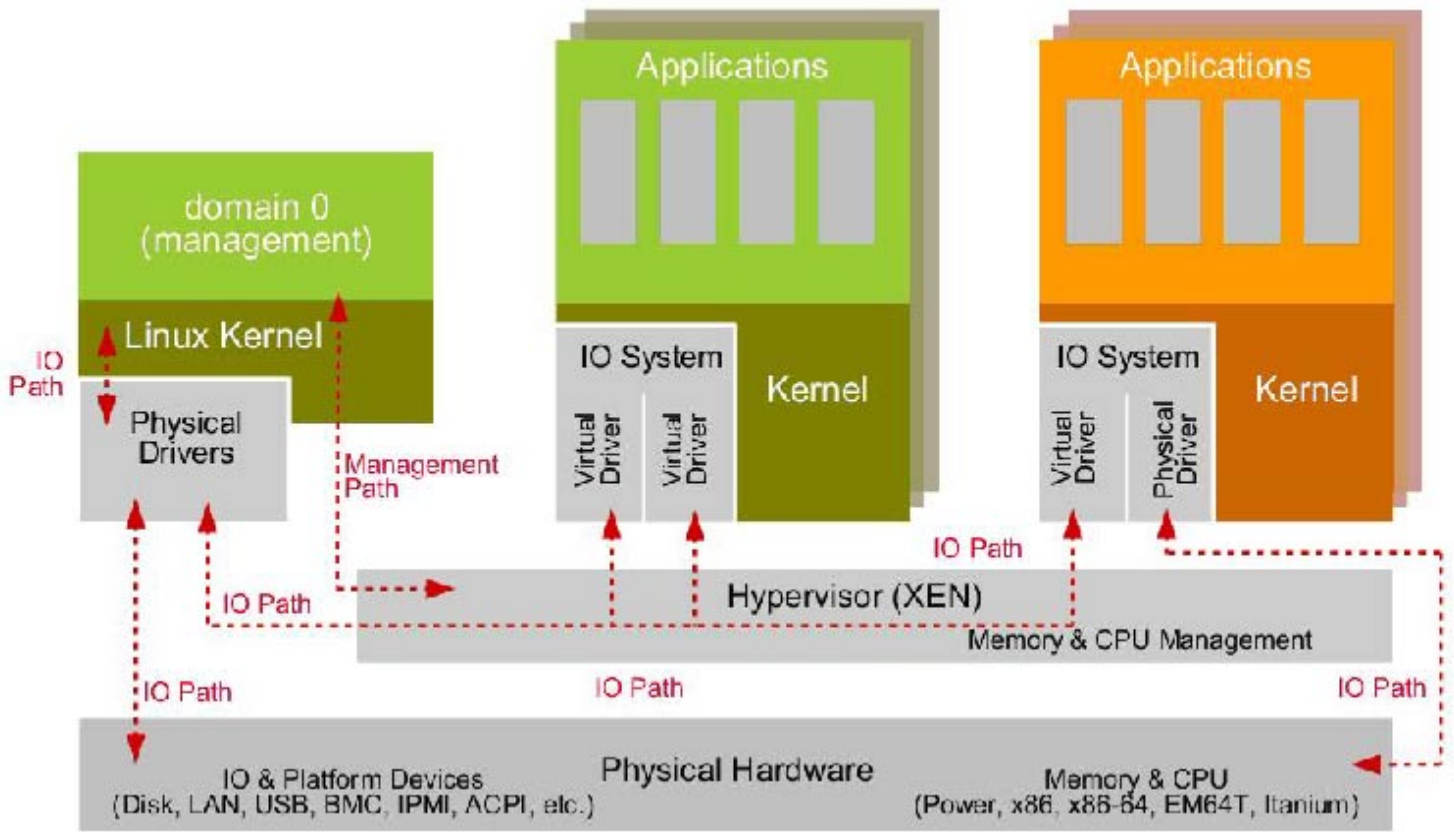 Applications
Applications
domain 0
(management)
Linux Kernel
IO
Path
Physical
Drivers
Management
Path
IO System
Virtual
Driver
Virtual
Driver
Kernel
IO System
Virtual
Driver
Physical
Driver
Kernel
IO Path
IO Path
Hypervisor (XEN)
Memory & CPU Management
IO Path
IO Path
IO Path
Physical Hardware
IO & Platform Devices
(Disk, LAN, USB, BMC, IPMI, ACPI, etc.)
Memory & CPU
(Power, x86, x86-64, EM64T, Itanium)